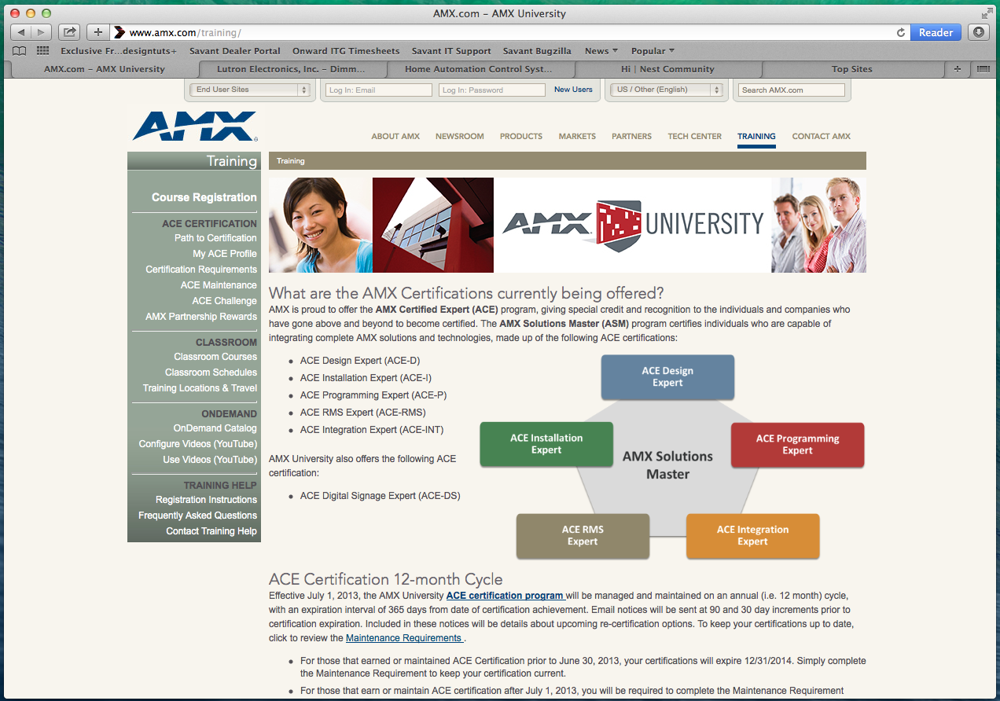 AMX.com – AMX University
www.amx.com/training/
Reader
Exclusive Fr...designtuts+ Savant Dealer Portal Onward ITG Timesheets Savant IT Support Savant Bugzilla News Popular
AMX.com – AMX University Lutron Electronics, Inc. – Dimm... Home Automation Control Syst... Hi | Nest Community Top Sites
End User Sites Log In: Email Log In: Password New Users US / Other (English) Search AMX.com
AMX
ABOUT AMX NEWSROOM PRODUCTS MARKETS PARTNERS TECH CENTER TRAINING CONTACT AMX
Training
Course Registration
ACE CERTIFICATION
Path to Certification
My ACE Profile
Certification Requirements
ACE Maintenance
ACE Challenge
AMX Partnership Rewards
CLASSROOM
Classroom Courses
Classroom Schedules
Training Locations & Travel
ONDEMAND
OnDemand Catalog
Configure Videos (YouTube)
Use Videos (YouTube)
TRAINING HELP
Registration Instructions
Frequently Asked Questions
Contact Training Help
Training
AMX UNIVERSITY
What are the AMX Certifications currently being offered?
AMX is proud to offer the AMX Certified Expert (ACE) program, giving special credit and recognition to the individuals and companies who
have gone above and beyond to become certified. The AMX Solutions Master (ASM) program certifies individuals who are capable of
integrating complete AMX solutions and technologies, made up of the following ACE certifications:
ACE Design Expert (ACE-D)
ACE Installation Expert (ACE-I)
ACE Programming Expert (ACE-P)
ACE RMS Expert (ACE-RMS)
ACE Integration Expert (ACE-INT)
AMX University also offers the following ACE
certification:
ACE Digital Signage Expert (ACE-DS)
ACE Design
Expert
ACE Installation
Expert
ACE Programming
Expert
AMX Solutions
Master
ACE RMS
Expert
ACE Integration
Expert
ACE Certification 12-month Cycle
Effective July 1, 2013, the AMX University ACE certification program will be managed and maintained on an annual (i.e. 12 month) cycle,
with an expiration interval of 365 days from date of certification achievement. Email notices will be sent at 90 and 30 day increments prior to
certification expiration. Included in these notices will be details about upcoming re-certification options. To keep your certifications up to date,
click to review the Maintenance Requirements .
For those that earned or maintained ACE Certification prior to June 30, 2013, your certifications will expire 12/31/2014. Simply complete
the Maintenance Requirement to keep your certification current.
For those that earn or maintain ACE certification after July 1, 2013, you will be required to complete the Maintenance Requirement